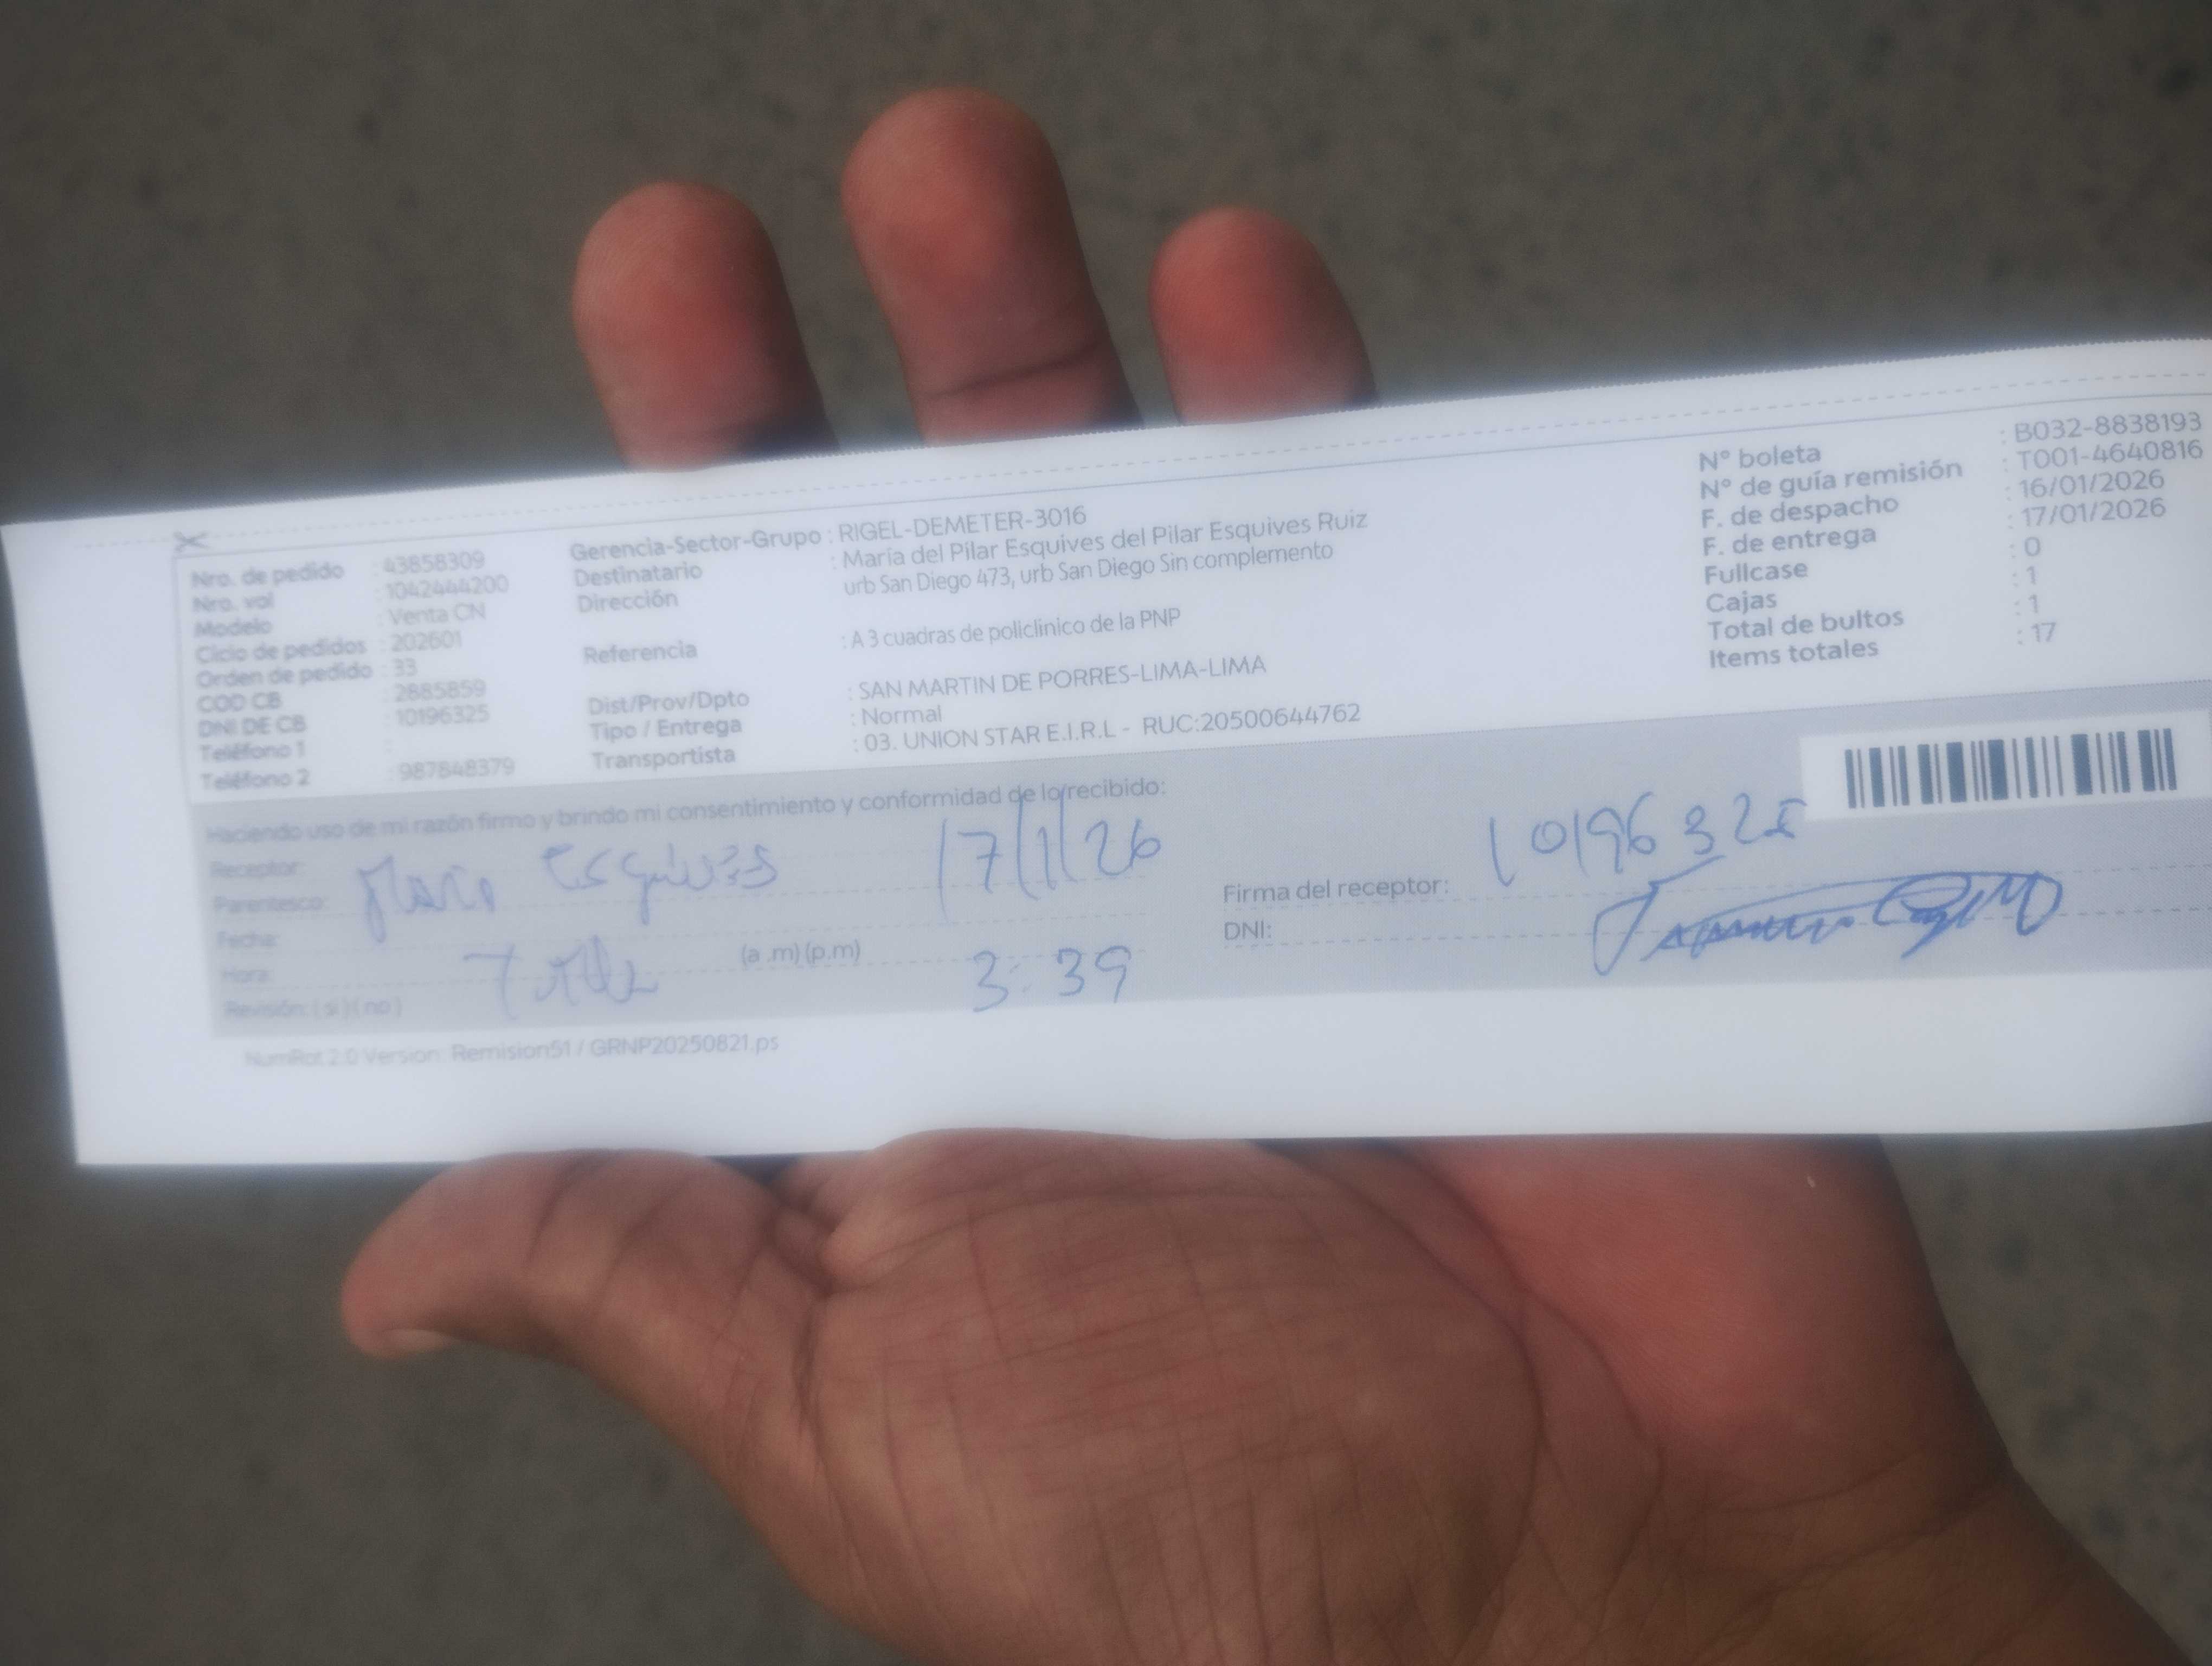 Nro. de pedido : 43858309
Nro. vol : 1042444200
Modelo : Venta CN
Ciclo de pedidos : 202601
Orden de pedido : 33
COD CB : 2885859
DNI DE CB : 10196325
Teléfono 1 :
Teléfono 2 : 987848379
Gerencia-Sector-Grupo : RIGEL-DEMETER-3016
Destinatario : María del Pilar Esquives del Pilar Esquives Ruiz
Dirección urb San Diego 473, urb San Diego Sin complemento
Referencia : A 3 cuadras de policlinico de la PNP
Dist/Prov/Dpto : SAN MARTIN DE PORRES-LIMA-LIMA
Tipo / Entrega : Normal
Transportista : 03. UNION STAR E.I.R.L - RUC:20500644762
N° boleta : B032-8838193
N° de guía remisión : T001-4640816
F. de despacho : 16/01/2026
F. de entrega : 17/01/2026
Fullcase : 0
Cajas : 1
Total de bultos : 1
Items totales : 17
Haciendo uso de mi razón firmo y brindo mi consentimiento y conformidad de lo recibido:
Receptor:
Parentesco: Maria Esquives 17/1/26
Fecha:
Hora: (a .m) (p.m) 3:39
Revisión: ( si ) ( no )
Firma del receptor: 10196325
DNI:
NumRot 2.0 Version: Remision51 / GRNP20250821.ps